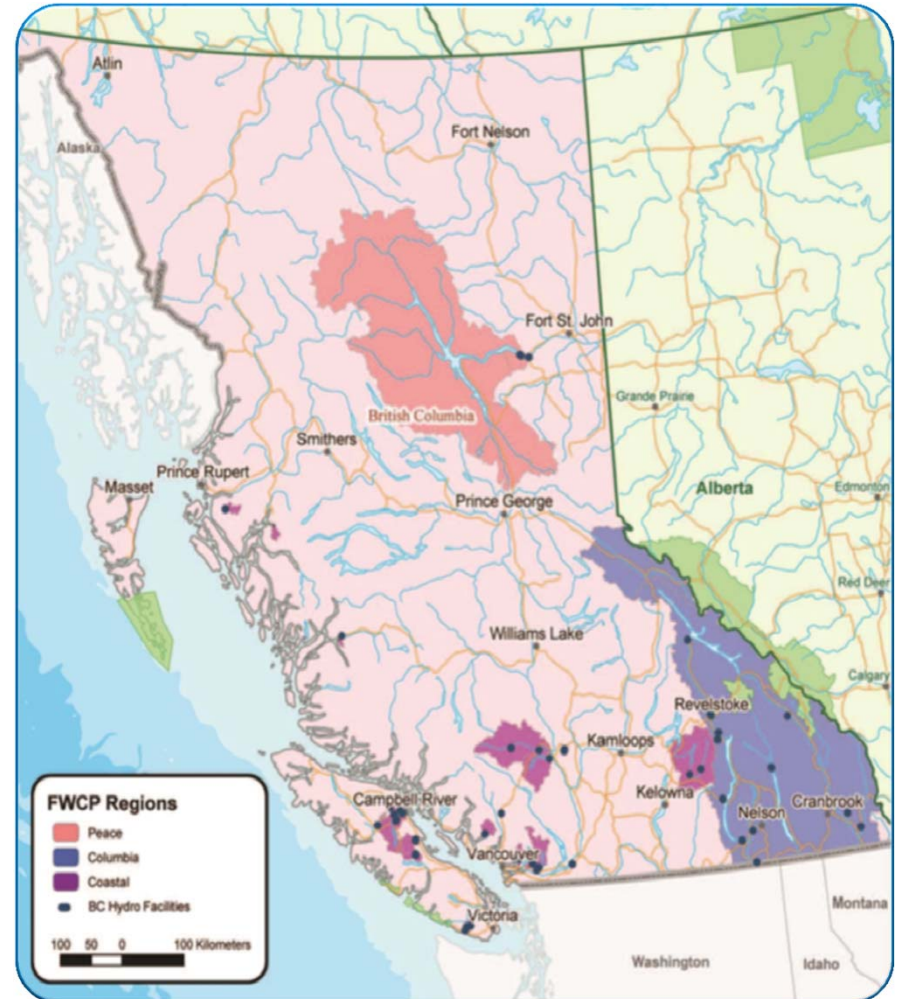 Atlin
Fort Nelson
Alaska
Fort St. John
Grande Prairie
British Columbia
Smithers
Prince Rupert
Masset
Alberta
Edmonton
Prince George
Red Deer
Williams Lake
Calgary
Revelstoke
Kamloops
Kelowna
Campbell River
Nelson
Cranbrook
Vancouver
Victoria
Montana
Washington
Idaho
FWCP Regions
Peace
Columbia
Coastal
BC Hydro Facilities
100 50 0 100 Kilometers